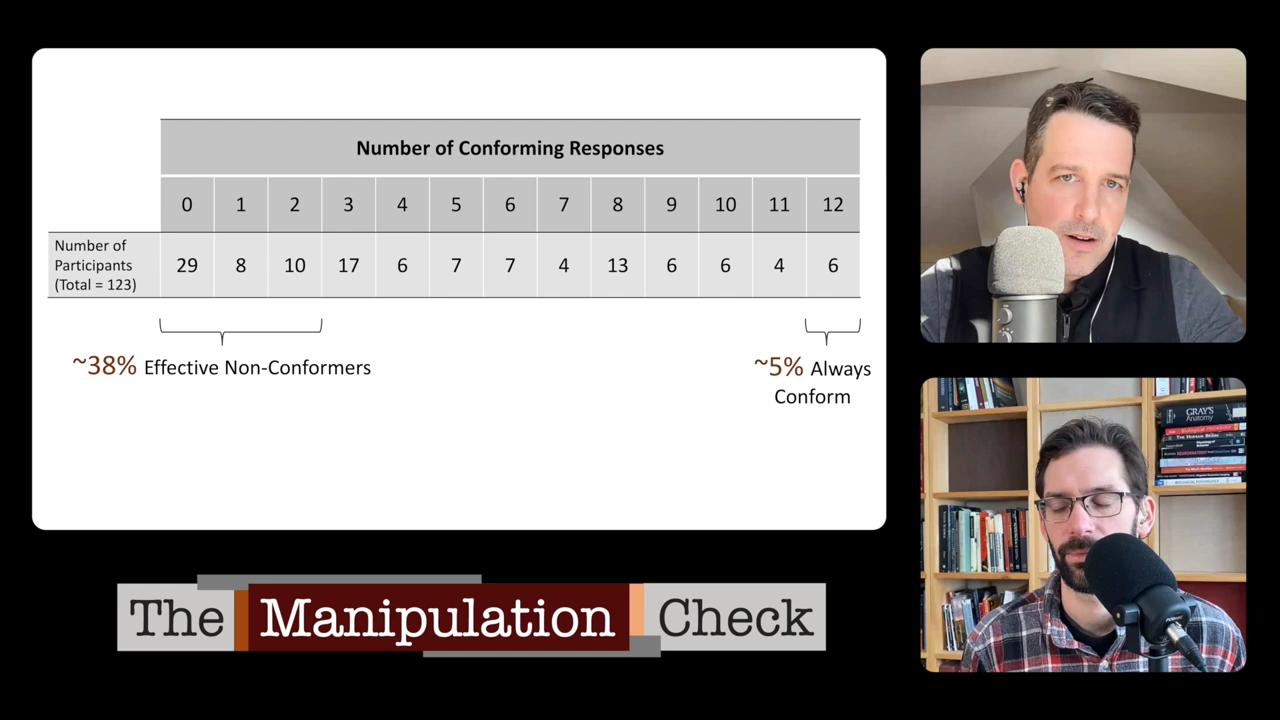 Number of Conforming Responses
0 1 2 3 4 5 6 7 8 9 10 11 12
Number of
Participants
(Total = 123)
29 8 10 17 6 7 7 4 13 6 6 4 6
~38% Effective Non-Conformers
~5% Always
Conform
The Manipulation Check
GRAY'S
Anatomy